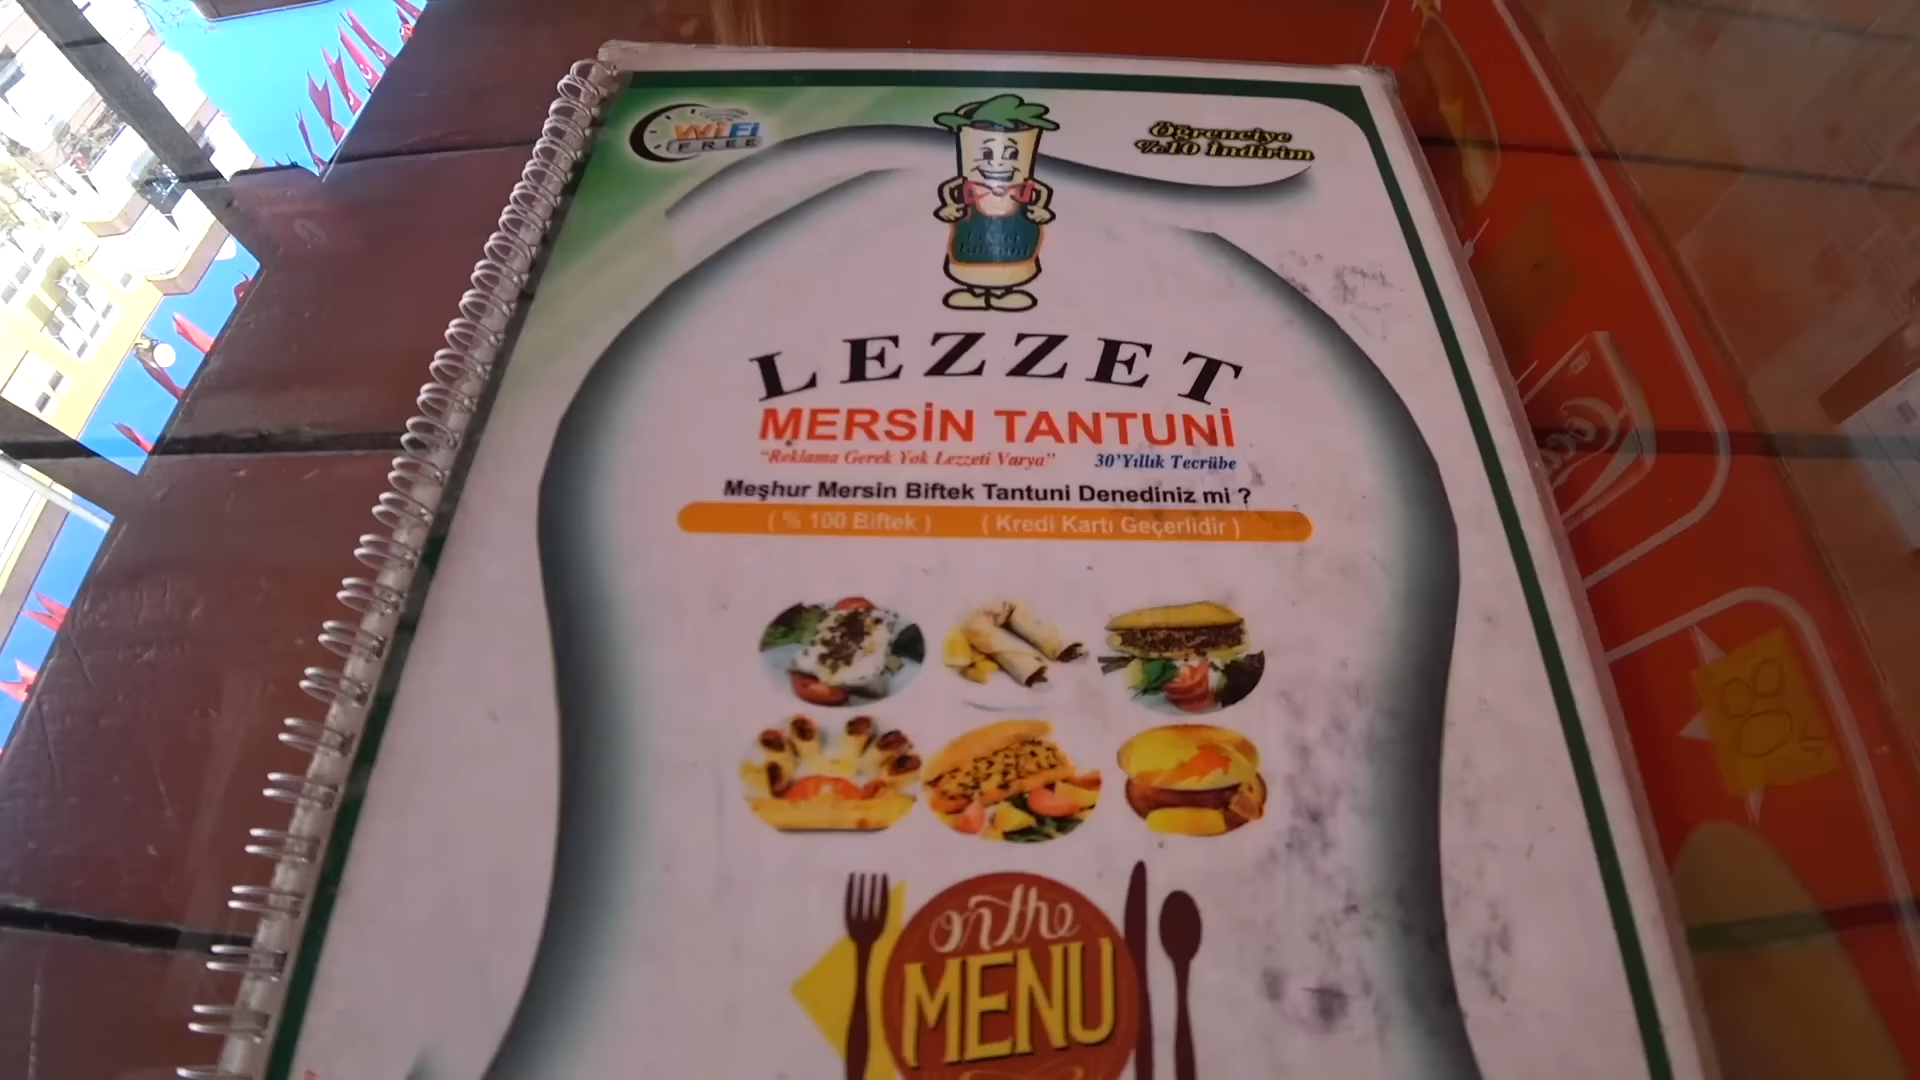 WiFi
FREE
Öğrenciye
%10 İndirim
LEZZET
MERSİN TANTUNİ
“Reklama Gerek Yok Lezzeti Varya”
30’Yıllık Tecrübe
Meşhur Mersin Biftek Tantuni Denediniz mi ?
( % 100 Biftek )
( Kredi Kartı Geçerlidir )
on the
MENU